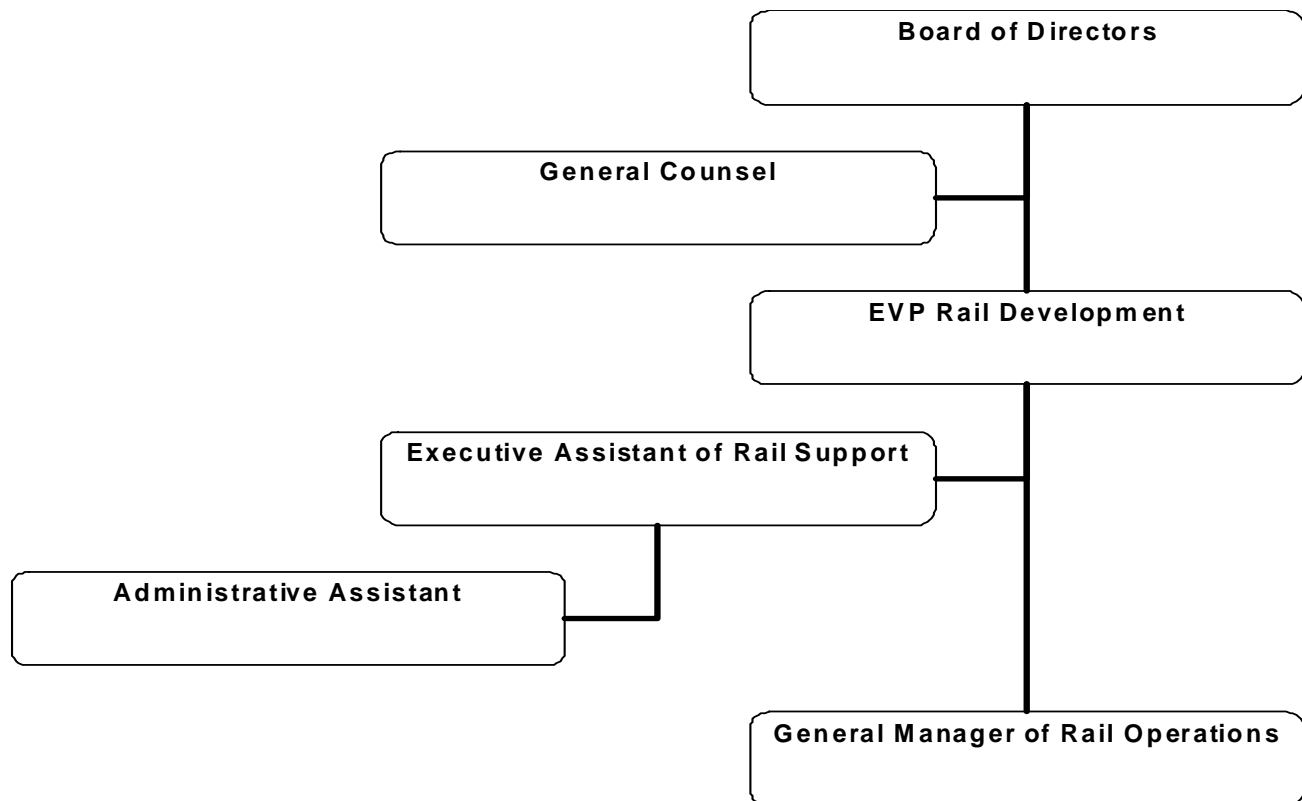 Board of Directors
General Counsel
EVP Rail Development
Executive Assistant of Rail Support
Administrative Assistant
General Manager of Rail Operations